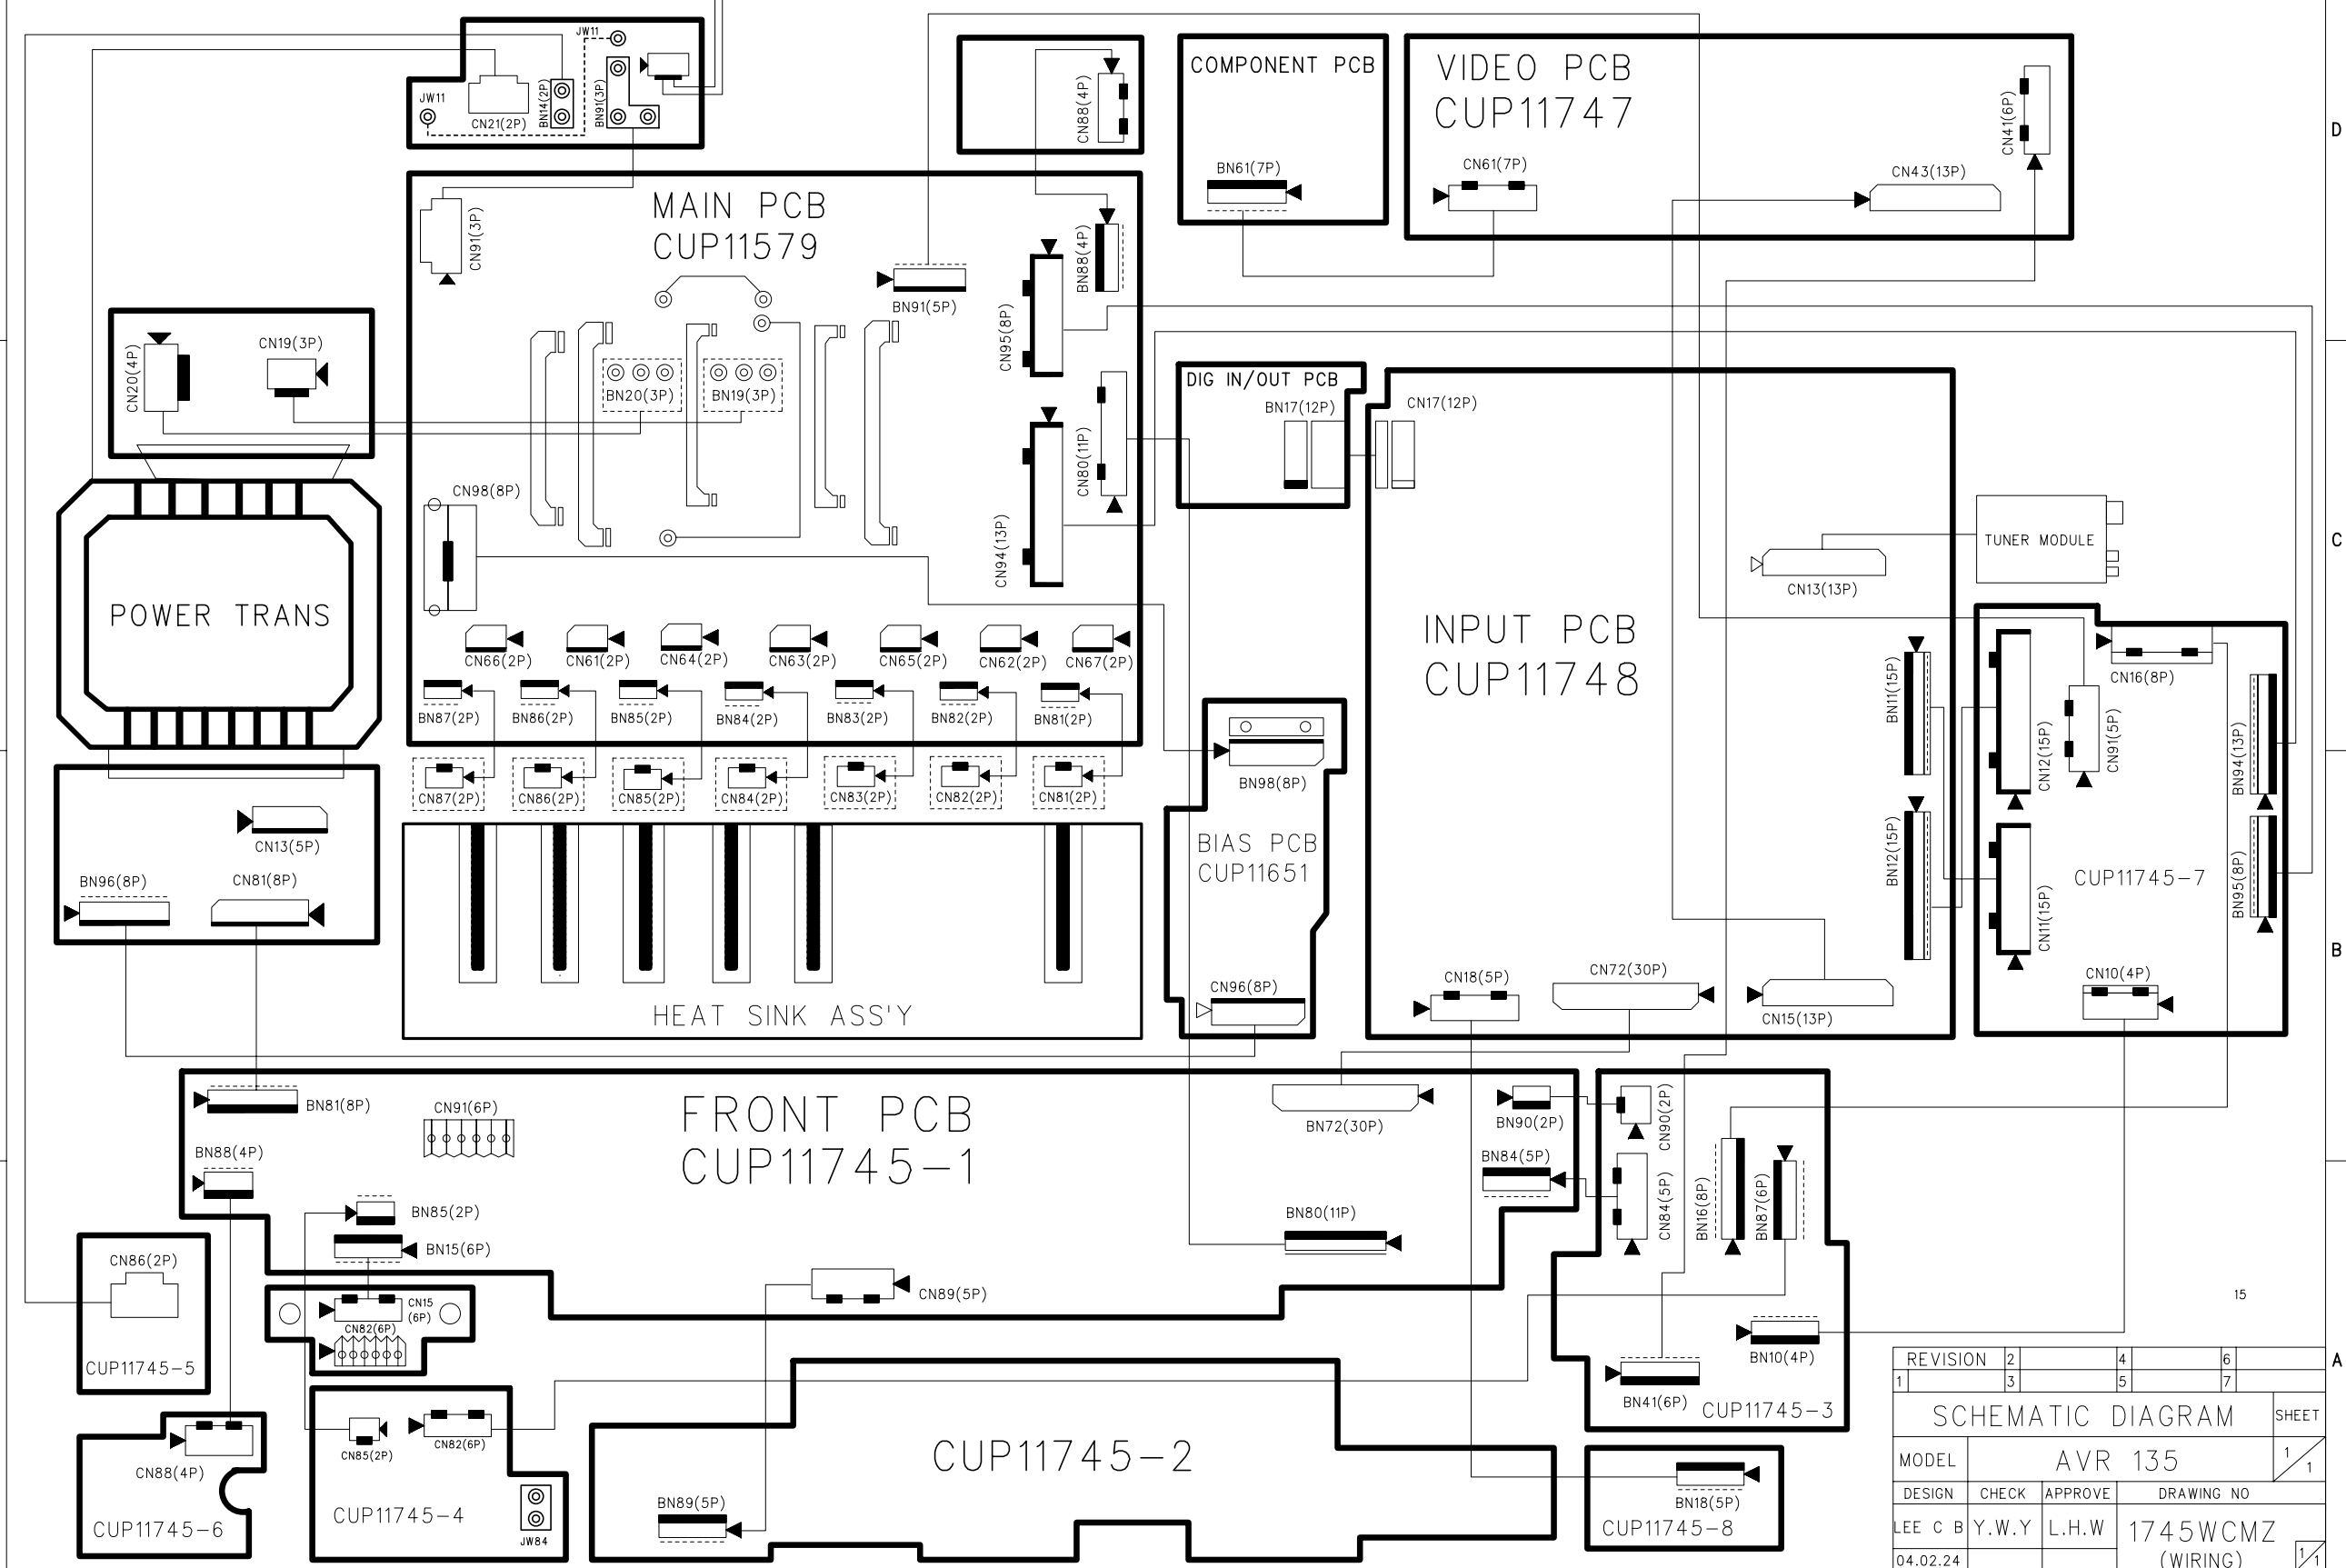 JW11
JW11
CN21(2P)
BN14(2P)
BN91(3P)
CN88(4P)
COMPONENT PCB
BN61(7P)
VIDEO PCB
CUP11747
CN61(7P)
CN43(13P)
CN41(6P)
D
MAIN PCB
CUP11579
CN91(3P)
BN91(5P)
BN88(4P)
CN95(8P)
CN20(4P)
CN19(3P)
BN20(3P)
BN19(3P)
CN80(11P)
CN94(13P)
CN98(8P)
DIG IN/OUT PCB
BN17(12P)
CN17(12P)
TUNER MODULE
CN13(13P)
C
POWER TRANS
INPUT PCB
CUP11748
CN66(2P)
CN61(2P)
CN64(2P)
CN63(2P)
CN65(2P)
CN62(2P)
CN67(2P)
BN87(2P)
BN86(2P)
BN85(2P)
BN84(2P)
BN83(2P)
BN82(2P)
BN81(2P)
CN87(2P)
CN86(2P)
CN85(2P)
CN84(2P)
CN83(2P)
CN82(2P)
CN81(2P)
BN98(8P)
BIAS PCB
CUP11651
CN96(8P)
BN11(15P)
BN12(15P)
CN12(15P)
CN11(15P)
CN91(5P)
CN16(8P)
BN94(13P)
BN95(8P)
CUP11745-7
CN10(4P)
B
CN13(5P)
BN96(8P)
CN81(8P)
HEAT SINK ASS'Y
CN18(5P)
CN72(30P)
CN15(13P)
BN81(8P)
CN91(6P)
FRONT PCB
CUP11745-1
BN72(30P)
BN90(2P)
CN90(2P)
BN88(4P)
BN84(5P)
CN84(5P)
BN16(8P)
BN87(6P)
BN85(2P)
BN15(6P)
BN80(11P)
CN86(2P)
CUP11745-5
CN15
(6P)
CN82(6P)
CN89(5P)
BN10(4P)
BN41(6P)
CUP11745-3
15
A
CN88(4P)
CUP11745-6
CN85(2P)
CN82(6P)
CUP11745-4
JW84
CUP11745-2
BN89(5P)
BN18(5P)
CUP11745-8
REVISION 2 4 6
1 3 5 7
SCHEMATIC DIAGRAM SHEET
MODEL AVR 135 1/1
DESIGN CHECK APPROVE DRAWING NO
LEE C B Y.W.Y L.H.W 1745WCMZ
04.02.24 (WIRING) 1/1